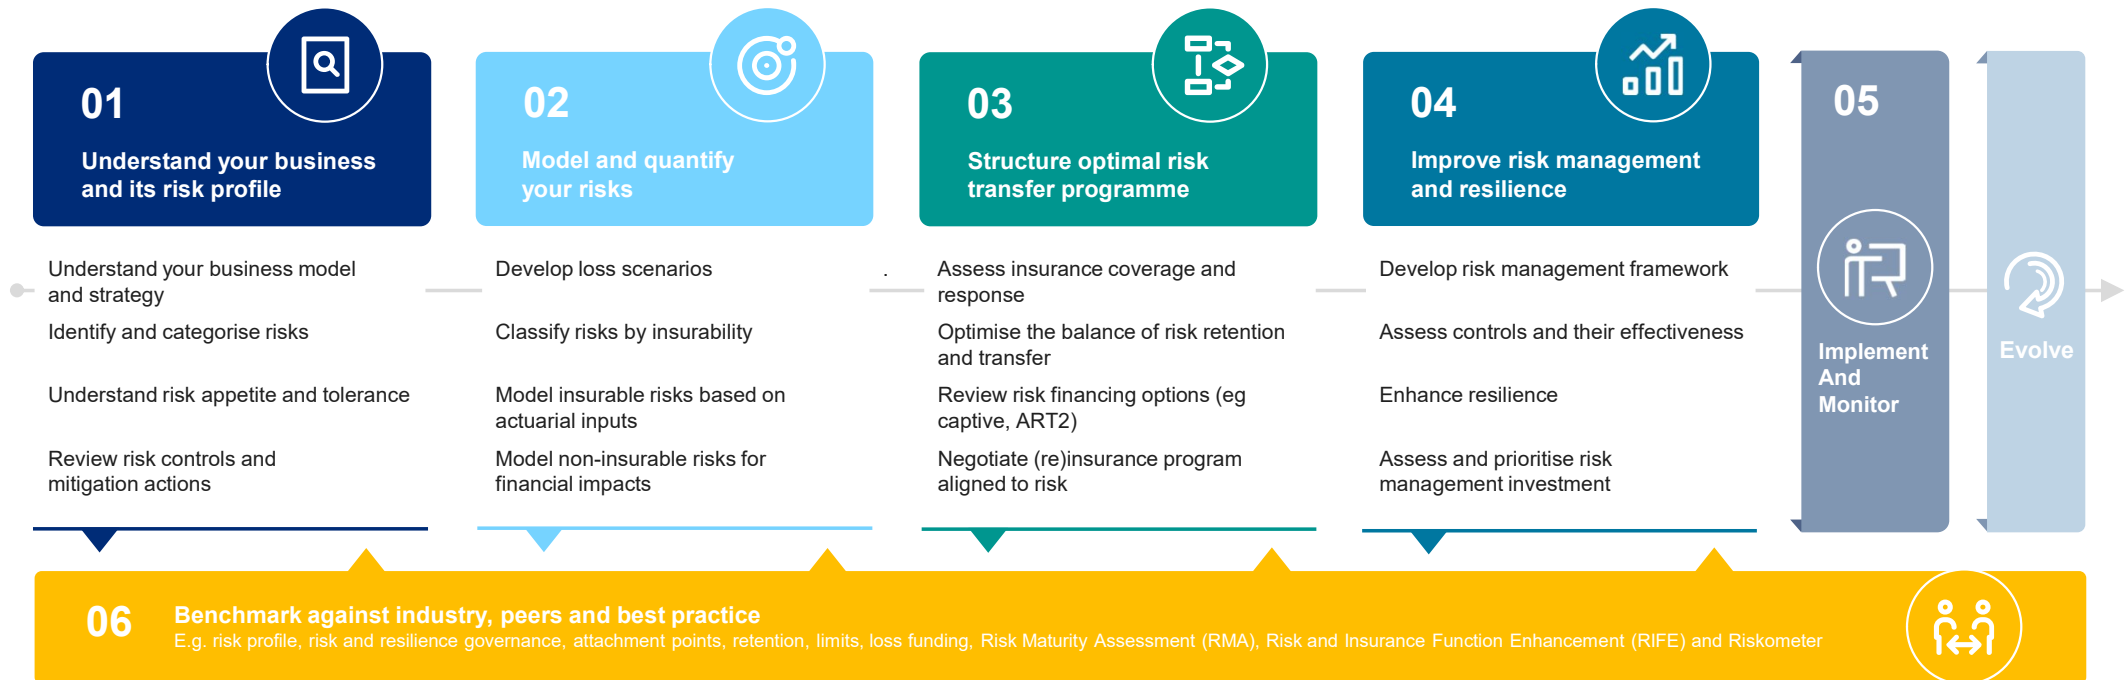 01
Understand your business
and its risk profile
Understand your business model
and strategy
Identify and categorise risks
Understand risk appetite and tolerance
Review risk controls and
mitigation actions
02
Model and quantify
your risks
Develop loss scenarios
Classify risks by insurability
Model insurable risks based on
actuarial inputs
Model non-insurable risks for
financial impacts
.
03
Structure optimal risk
transfer programme
Assess insurance coverage and
response
Optimise the balance of risk retention
and transfer
Review risk financing options (eg
captive, ART2)
Negotiate (re)insurance program
aligned to risk
04
Improve risk management
and resilience
Develop risk management framework
Assess controls and their effectiveness
Enhance resilience
Assess and prioritise risk
management investment
05
Implement
And
Monitor
Evolve
06
Benchmark against industry, peers and best practice
E.g. risk profile, risk and resilience governance, attachment points, retention, limits, loss funding, Risk Maturity Assessment (RMA), Risk and Insurance Function Enhancement (RIFE) and Riskometer